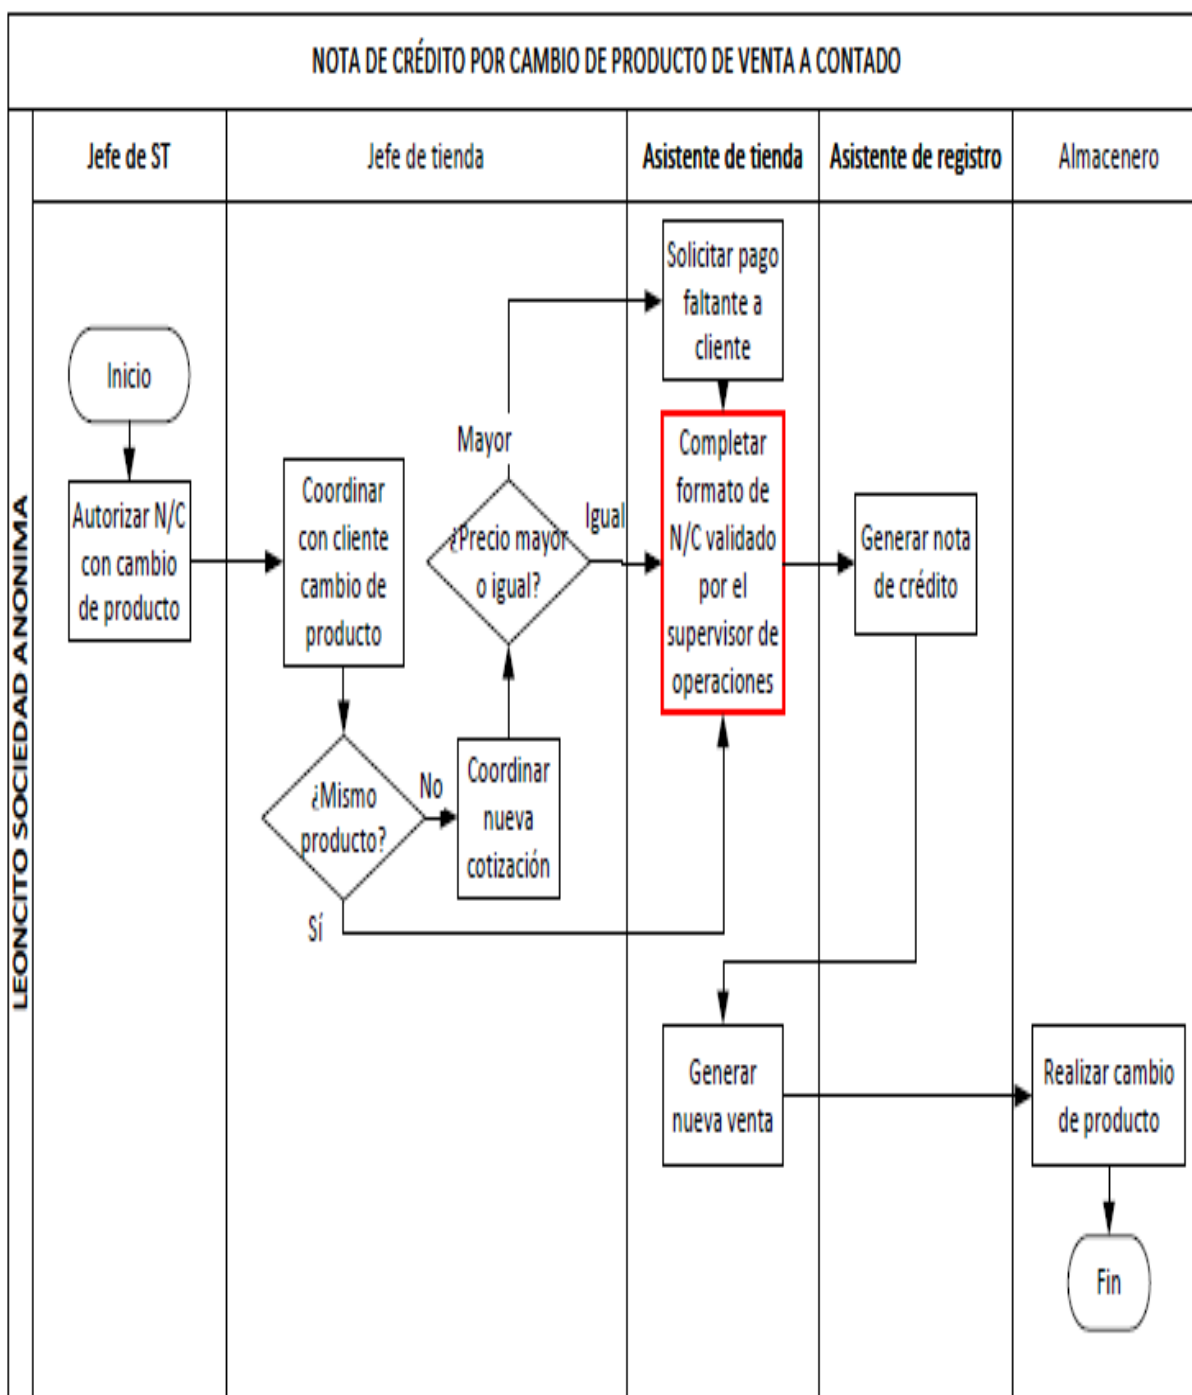 NOTA DE CRÉDITO POR CAMBIO DE PRODUCTO DE VENTA A CONTADO
LEONCITO SOCIEDAD ANONIMA
Jefe de ST
Jefe de tienda
Asistente de tienda
Asistente de registro
Almacenero
Inicio
Autorizar N/C
con cambio
de producto
Coordinar
con cliente
cambio de
producto
¿Mismo
producto?
No
Sí
Coordinar
nueva
cotización
¿Precio mayor
o igual?
Mayor
Igual
Solicitar pago
faltante a
cliente
Completar
formato de
N/C validado
por el
supervisor de
operaciones
Generar nota
de crédito
Generar
nueva venta
Realizar cambio
de producto
Fin